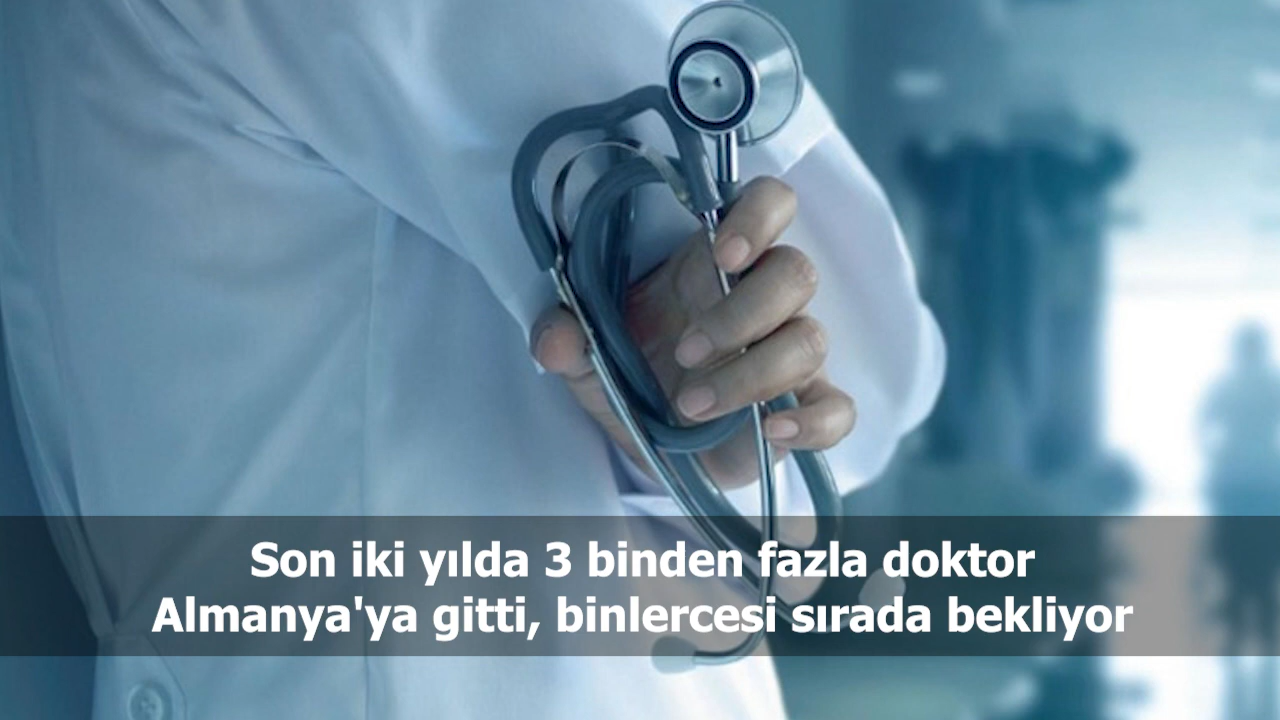 Son iki yılda 3 binden fazla doktor
Almanya'ya gitti, binlercesi sırada bekliyor